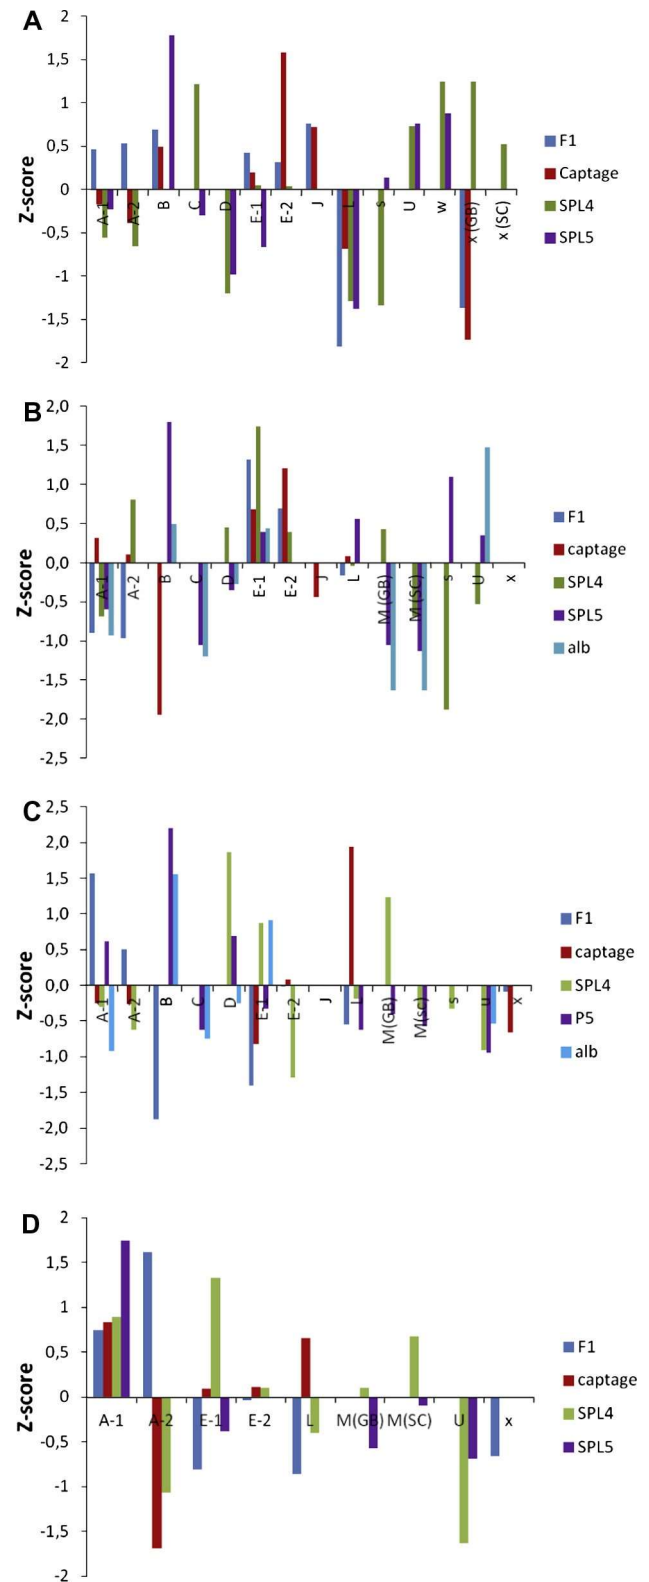 A
2
1,5
1
0,5
0
-0,5
-1
-1,5
-2
Z-score
A-1 A-2 B C D E-1 E-2 J L s U w x (GB) x (SC)
F1
Captage
SPL4
SPL5
B
2,0
1,5
1,0
0,5
0,0
-0,5
-1,0
-1,5
-2,0
-2,5
Z-score
A-1 A-2 B C D E-1 E-2 J L M (GB) M (SC) s U x
F1
captage
SPL4
SPL5
alb
C
2,5
2,0
1,5
1,0
0,5
0,0
-0,5
-1,0
-1,5
-2,0
-2,5
Z-score
A-1 A-2 B C D E-1 E-2 J L M(GB) M(sc) s u x
F1
captage
SPL4
P5
alb
D
2
1,5
1
0,5
0
-0,5
-1
-1,5
-2
Z-score
A-1 A-2 E-1 E-2 L M(GB) M(SC) U x
F1
captage
SPL4
SPL5